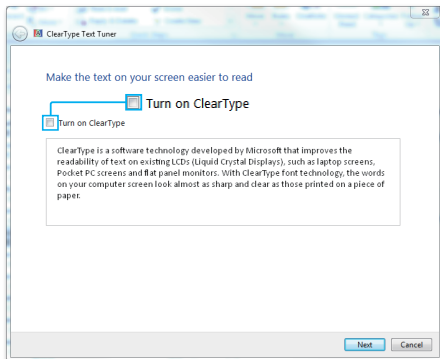 ClearType Text Tuner
Make the text on your screen easier to read
Turn on ClearType
Turn on ClearType
ClearType is a software technology developed by Microsoft that improves the
readability of text on existing LCDs (Liquid Crystal Displays), such as laptop screens,
Pocket PC screens and flat panel monitors. With ClearType font technology, the words
on your computer screen look almost as sharp and clear as those printed on a piece of
paper.
Next Cancel